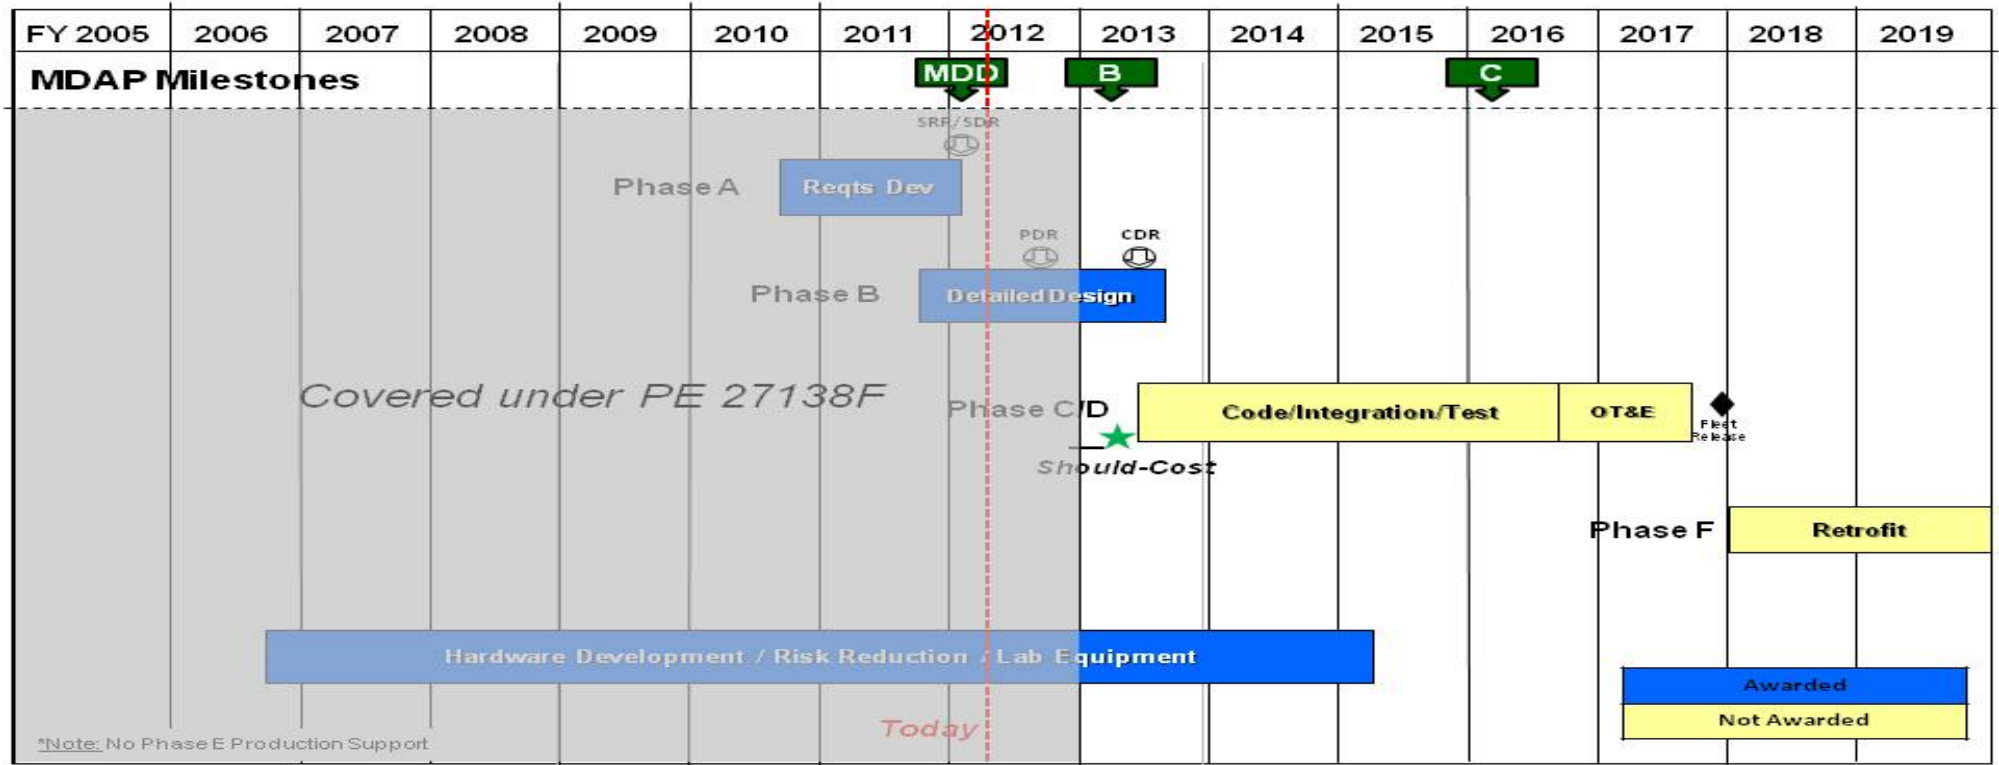 FY 2005 2006 2007 2008 2009 2010 2011 2012 2013 2014 2015 2016 2017 2018 2019
MDAP Milestones
MDD B C
SRR/SDR
Phase A Reqts Dev
PDR CDR
Phase B Detailed Design
Covered under PE 27138F
Phase C/D Code/Integration/Test OT&E
Fleet
Release
Should-Cost
Phase F Retrofit
Hardware Development / Risk Reduction / Lab Equipment
Awarded
Not Awarded
Today
*Note: No Phase E Production Support